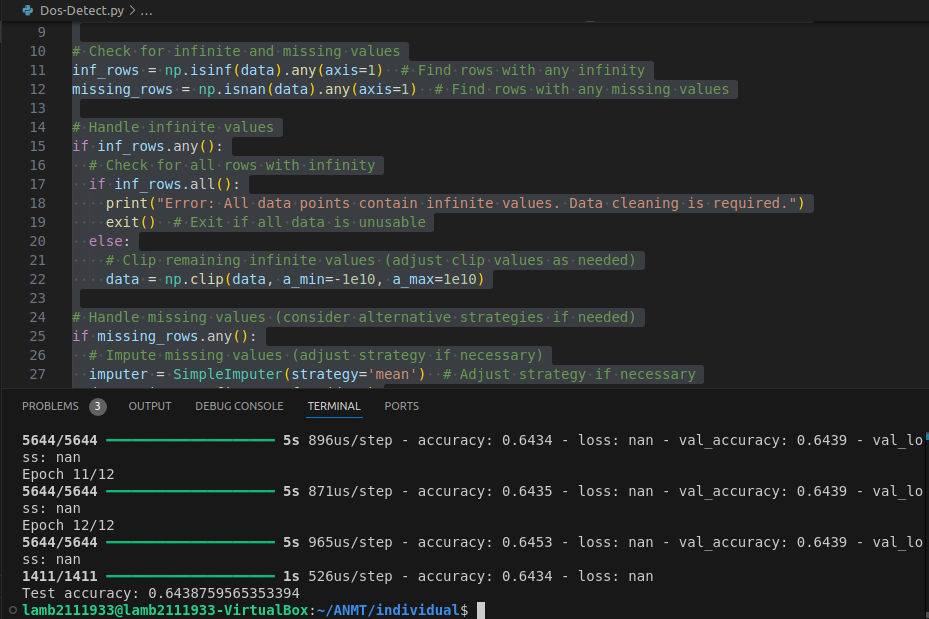 Dos-Detect.py > ...
9
10 # Check for infinite and missing values
11 inf_rows = np.isinf(data).any(axis=1)  # Find rows with any infinity
12 missing_rows = np.isnan(data).any(axis=1)  # Find rows with any missing values
13
14 # Handle infinite values
15 if inf_rows.any():
16   # Check for all rows with infinity
17   if inf_rows.all():
18     print("Error: All data points contain infinite values. Data cleaning is required.")
19     exit()  # Exit if all data is unusable
20   else:
21     # Clip remaining infinite values (adjust clip values as needed)
22     data = np.clip(data, a_min=-1e10, a_max=1e10)
23
24 # Handle missing values (consider alternative strategies if needed)
25 if missing_rows.any():
26   # Impute missing values (adjust strategy if necessary)
27   imputer = SimpleImputer(strategy='mean')  # Adjust strategy if necessary
PROBLEMS 3 OUTPUT DEBUG CONSOLE TERMINAL PORTS
5644/5644 5s 896us/step - accuracy: 0.6434 - loss: nan - val_accuracy: 0.6439 - val_lo
ss: nan
Epoch 11/12
5644/5644 5s 871us/step - accuracy: 0.6435 - loss: nan - val_accuracy: 0.6439 - val_lo
ss: nan
Epoch 12/12
5644/5644 5s 965us/step - accuracy: 0.6453 - loss: nan - val_accuracy: 0.6439 - val_lo
ss: nan
1411/1411 1s 526us/step - accuracy: 0.6434 - loss: nan
Test accuracy: 0.6438759565353394
lamb2111933@lamb2111933-VirtualBox:~/ANMT/individual$